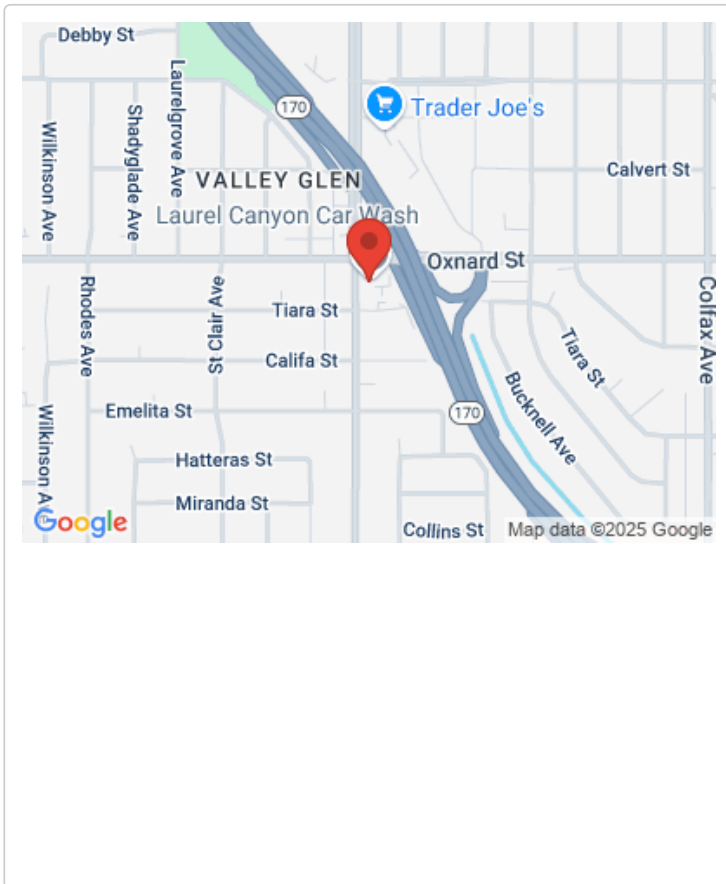 Debby St
170
Trader Joe's
Laurelgrove Ave
Shadyglade Ave
Wilkinson Ave
Calvert St
VALLEY GLEN
Laurel Canyon Car Wash
Oxnard St
Rhodes Ave
St Clair Ave
Tiara St
Colfax Ave
Tiara St
Califa St
Bucknell Ave
Wilkinson Ave
Emelita St
170
Hatteras St
Miranda St
Google
Collins St
Map data ©2025 Google